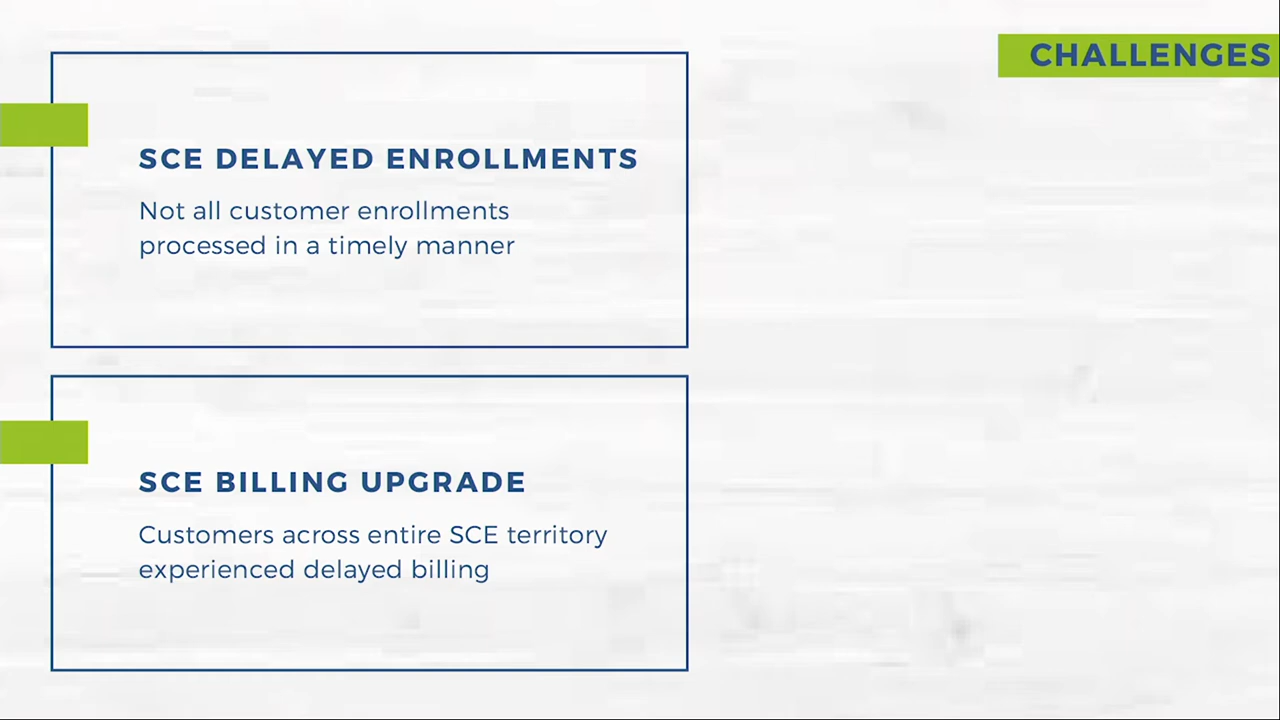 CHALLENGES
SCE DELAYED ENROLLMENTS
Not all customer enrollments
processed in a timely manner
SCE BILLING UPGRADE
Customers across entire SCE territory
experienced delayed billing